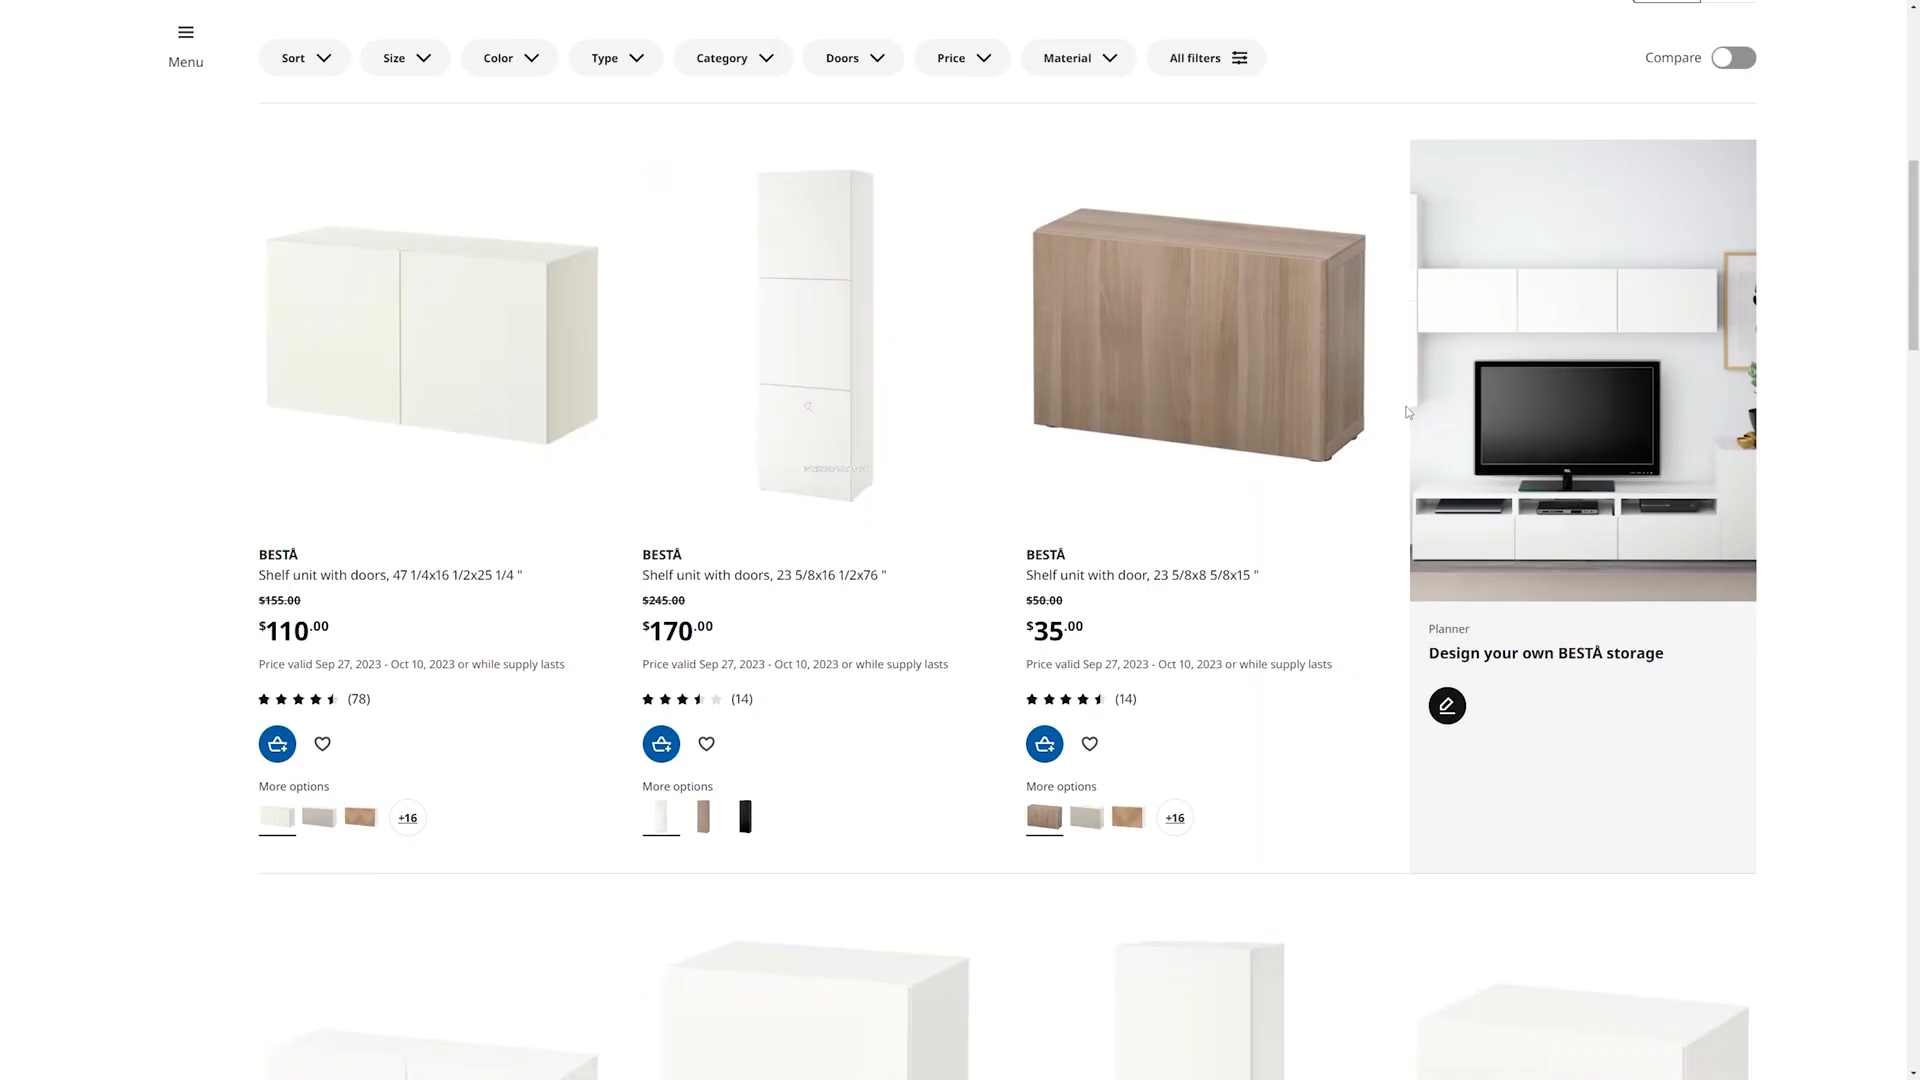 Menu
Sort
Size
Color
Type
Category
Doors
Price
Material
All filters
Compare
BESTÅ
Shelf unit with doors, 47 1/4x16 1/2x25 1/4 "
$155.00
$110.00
Price valid Sep 27, 2023 - Oct 10, 2023 or while supply lasts
(78)
More options
+16
BESTÅ
Shelf unit with doors, 23 5/8x16 1/2x76 "
$245.00
$170.00
Price valid Sep 27, 2023 - Oct 10, 2023 or while supply lasts
(14)
More options
BESTÅ
Shelf unit with door, 23 5/8x8 5/8x15 "
$50.00
$35.00
Price valid Sep 27, 2023 - Oct 10, 2023 or while supply lasts
(14)
More options
+16
Planner
Design your own BESTÅ storage